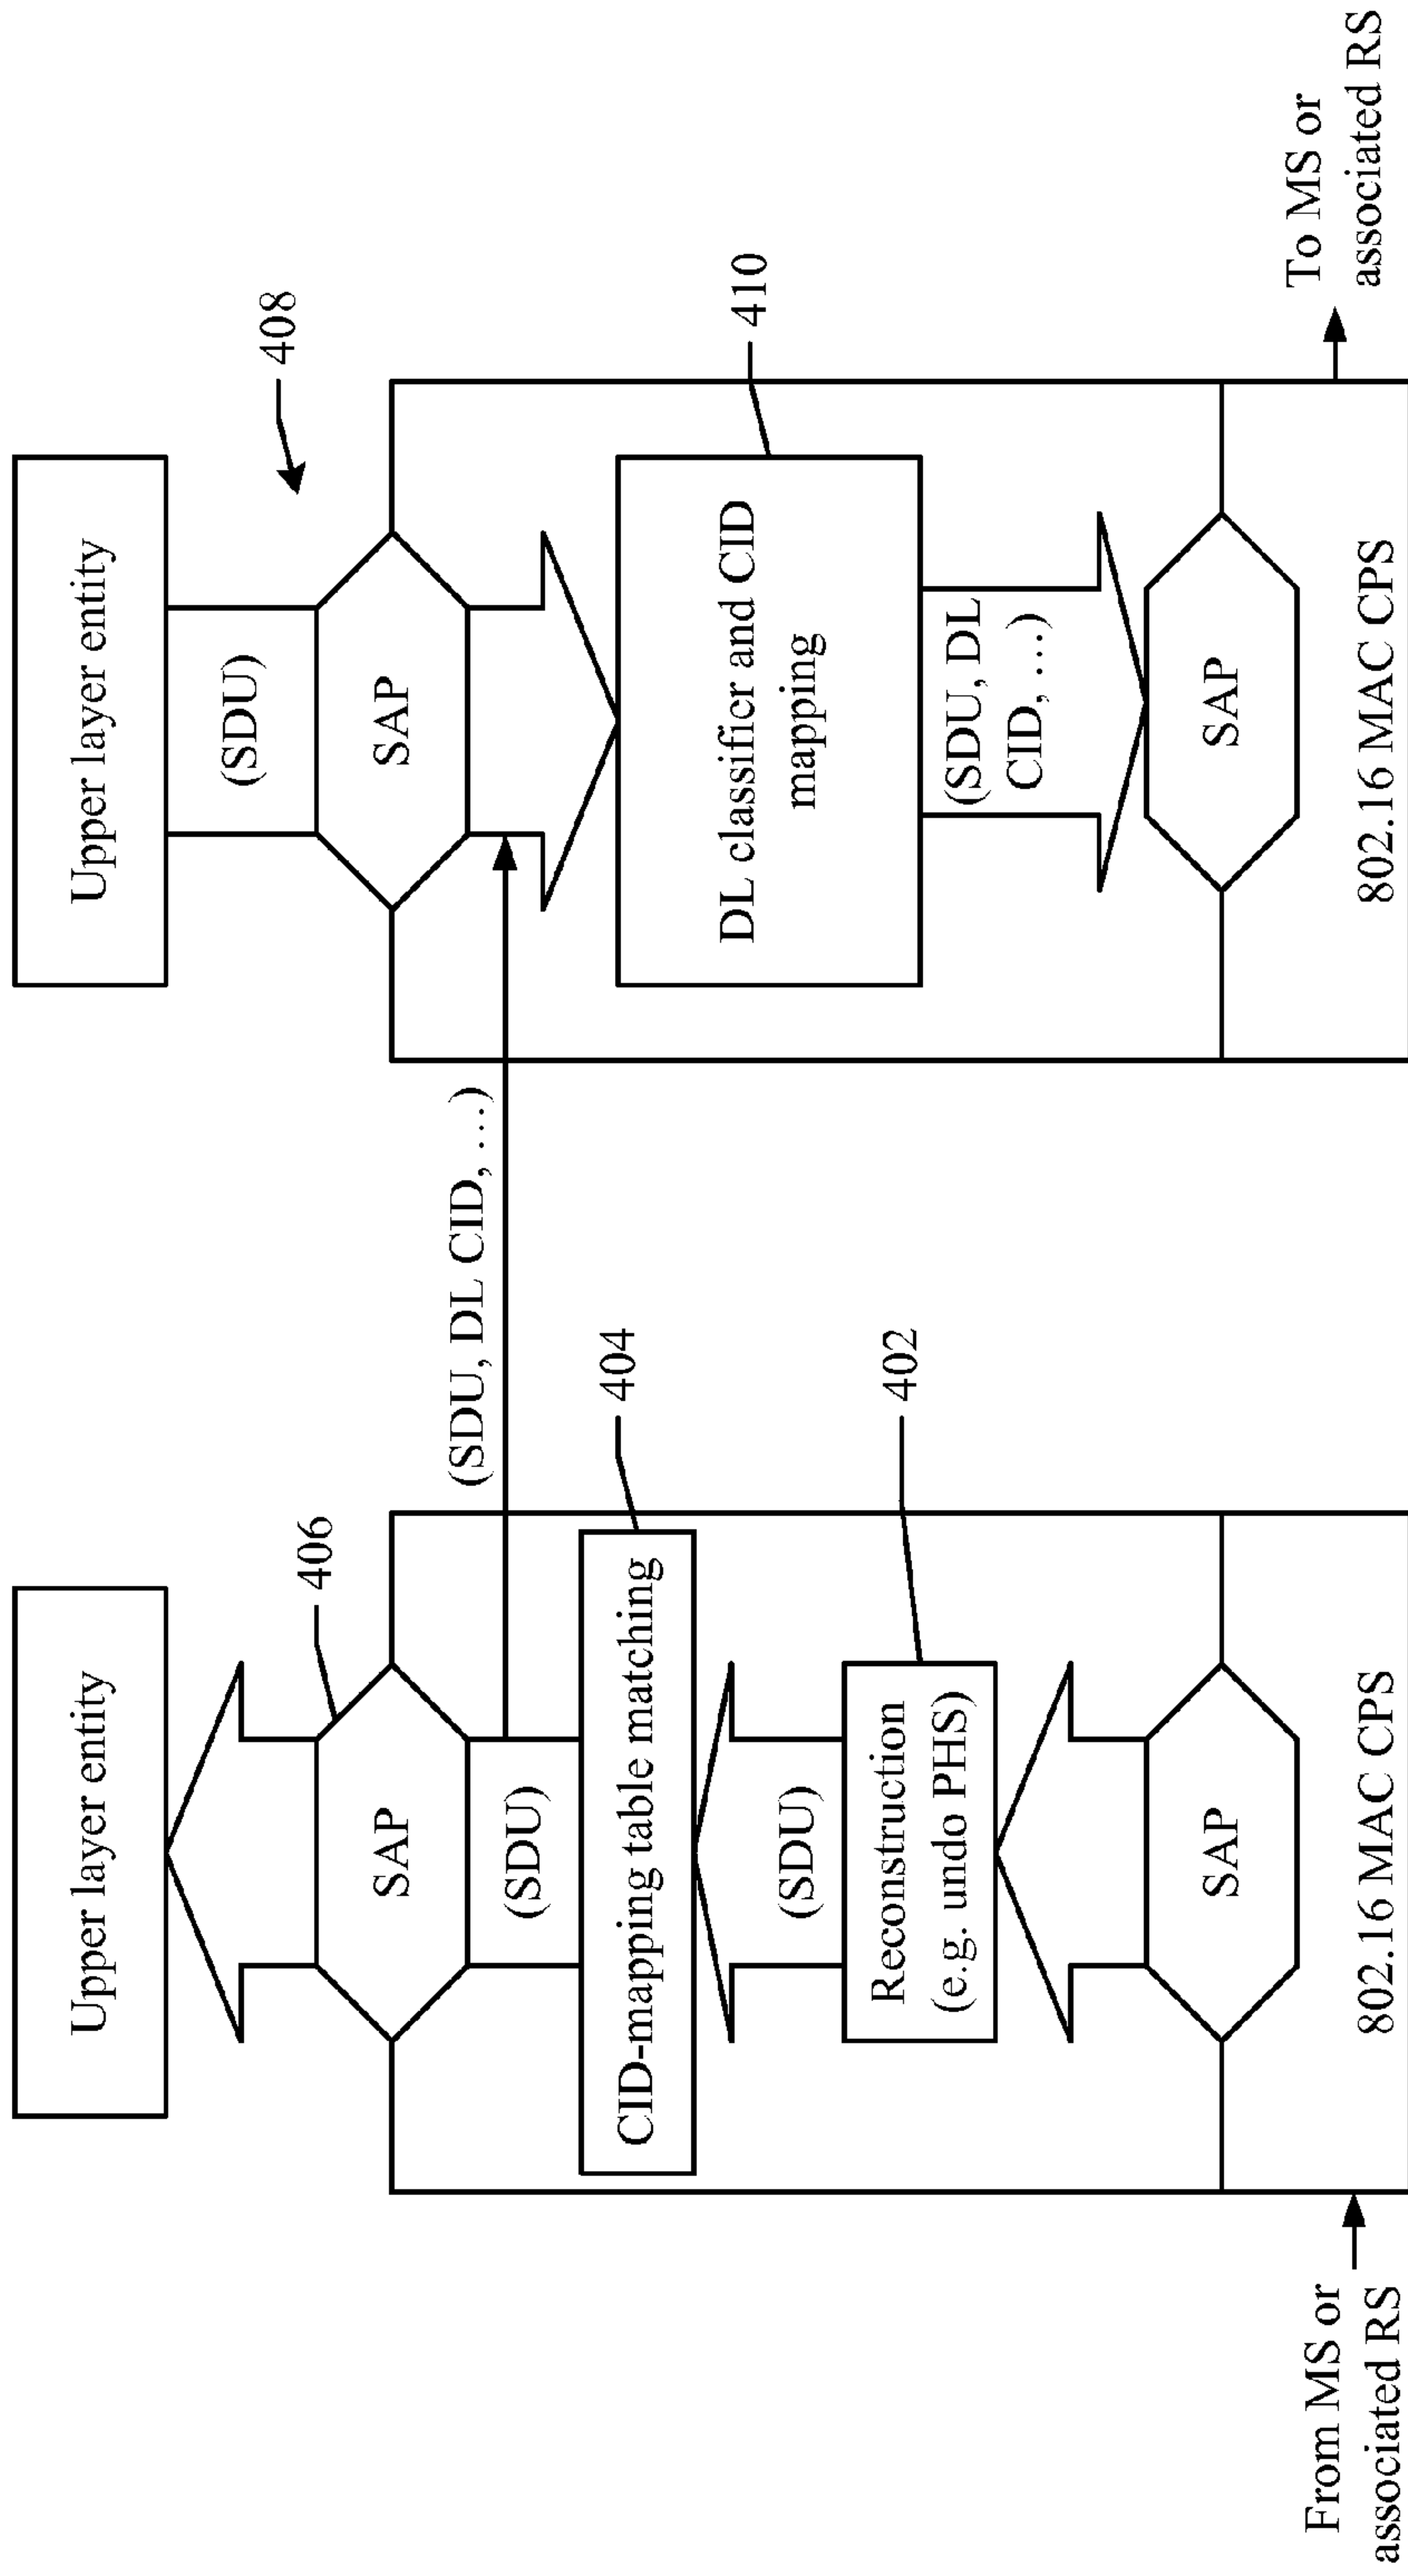 Upper layer entity
406
SAP
(SDU)
404
CID-mapping table matching
(SDU)
402
Reconstruction
(e.g. undo PHS)
SAP
802.16 MAC CPS
From MS or
associated RS
(SDU, DL CID, …)
Upper layer entity
408
(SDU)
SAP
410
DL classifier and CID
mapping
(SDU, DL
CID, …)
SAP
802.16 MAC CPS
To MS or
associated RS